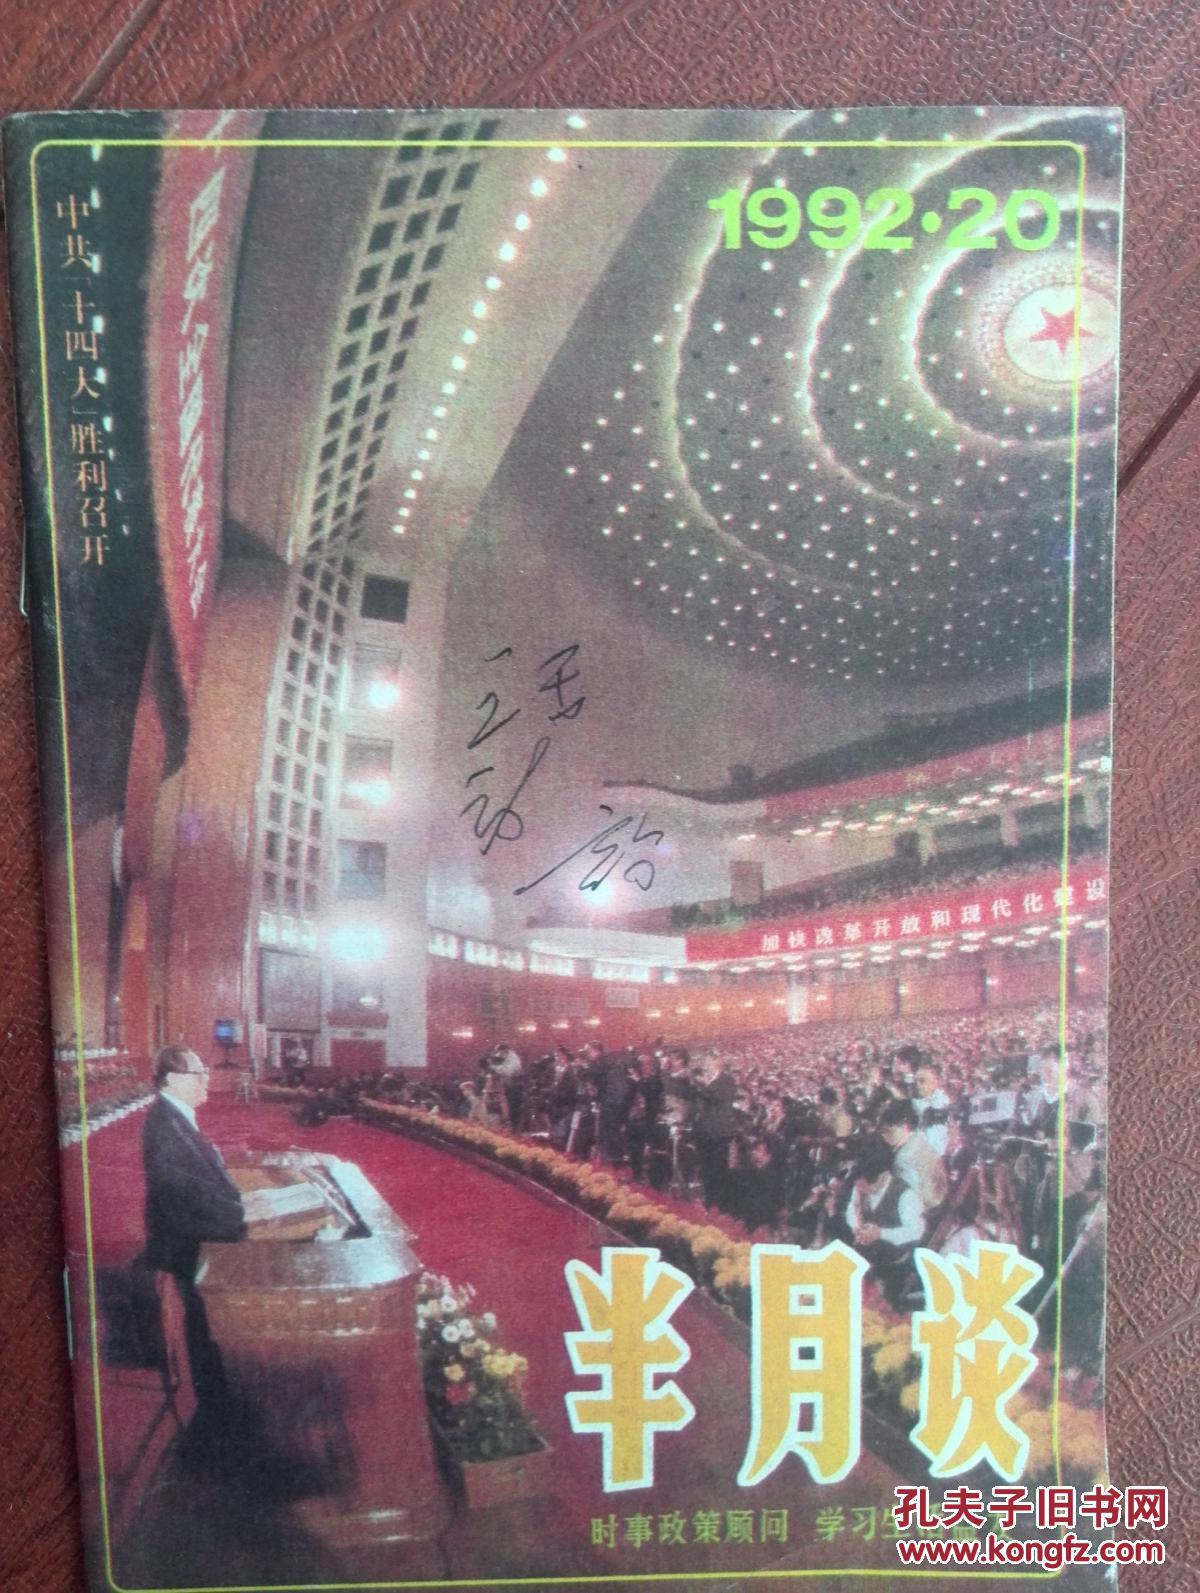 1992·20
中共「十四大」胜利召开
加快改革开放和现代化建设
半月谈
时事政策顾问 学习生活
孔夫子旧书网
www.kongfz.com